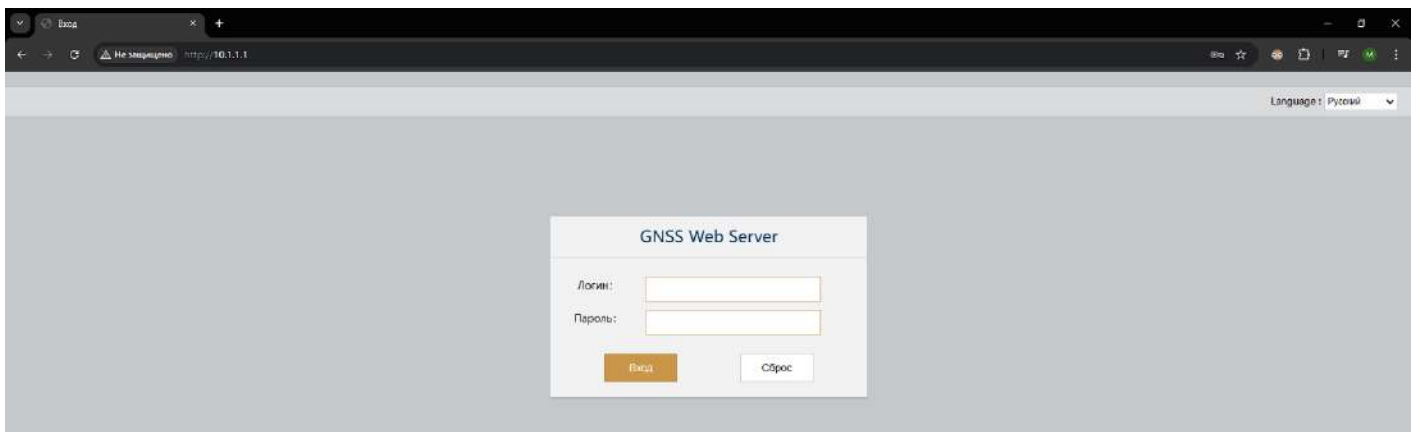 Вход
Не защищено http://10.1.1.1
M
Language : Русский
GNSS Web Server
Логин:
Пароль:
Вход
Сброс